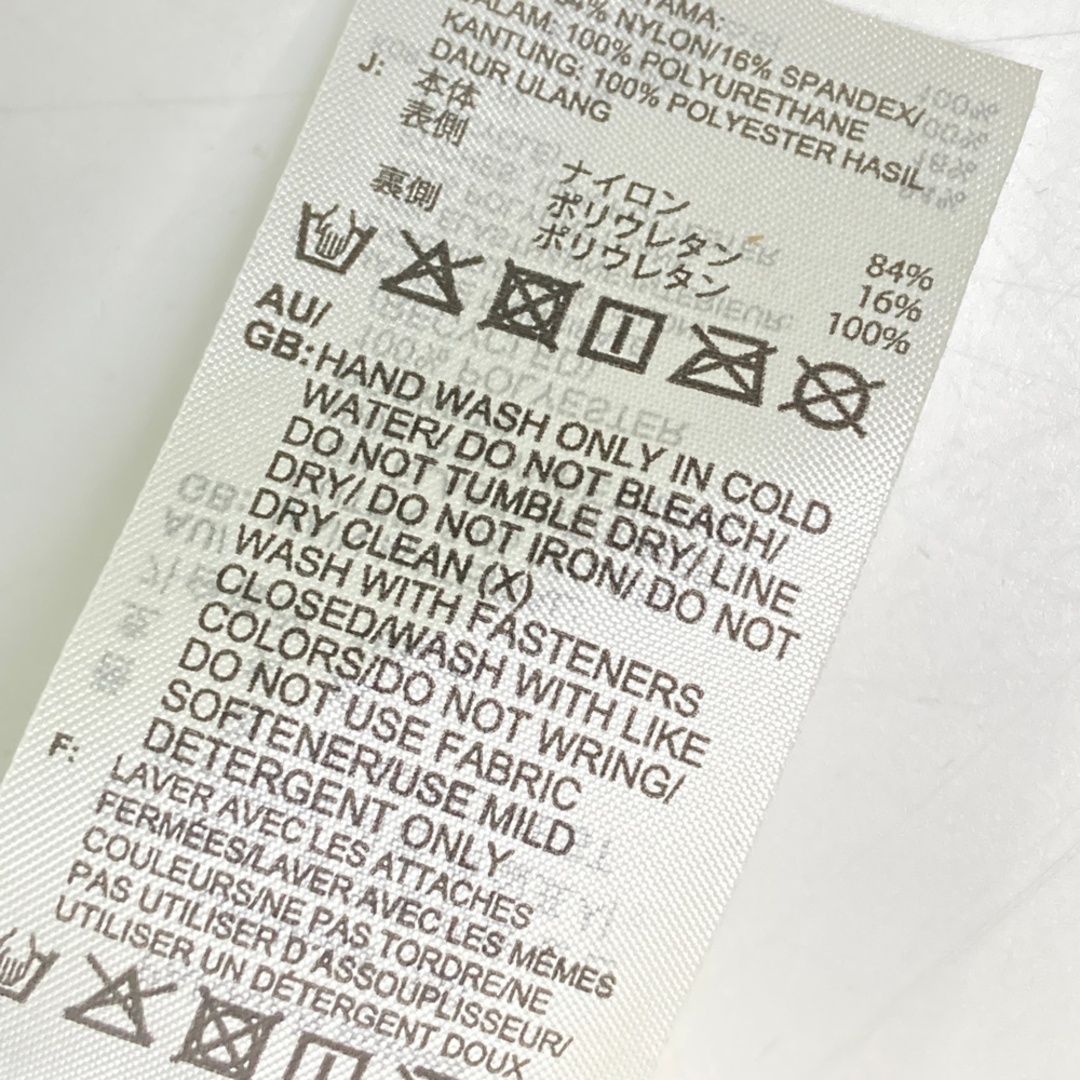 NYLON/16% SPANDEX/
100% POLYURETHANE
KANTUNG: 100% POLYESTER HASIL
DAUR ULANG
J:
本体
表側
ナイロン 84%
ポリウレタン 16%
裏側 ポリウレタン 100%
AU/
GB: HAND WASH ONLY IN COLD
WATER/ DO NOT BLEACH/
DO NOT TUMBLE DRY/ LINE
DRY/ DO NOT IRON/ DO NOT
DRY CLEAN (X)
WASH WITH FASTENERS
CLOSED/WASH WITH LIKE
COLORS/DO NOT WRING/
DO NOT USE FABRIC
SOFTENER/USE MILD
DETERGENT ONLY
F: LAVER AVEC LES ATTACHES
FERMÉES/LAVER AVEC LES MÊMES
COULEURS/NE PAS TORDRE/NE
PAS UTILISER D'ASSOUPLISSEUR/
UTILISER UN DÉTERGENT DOUX